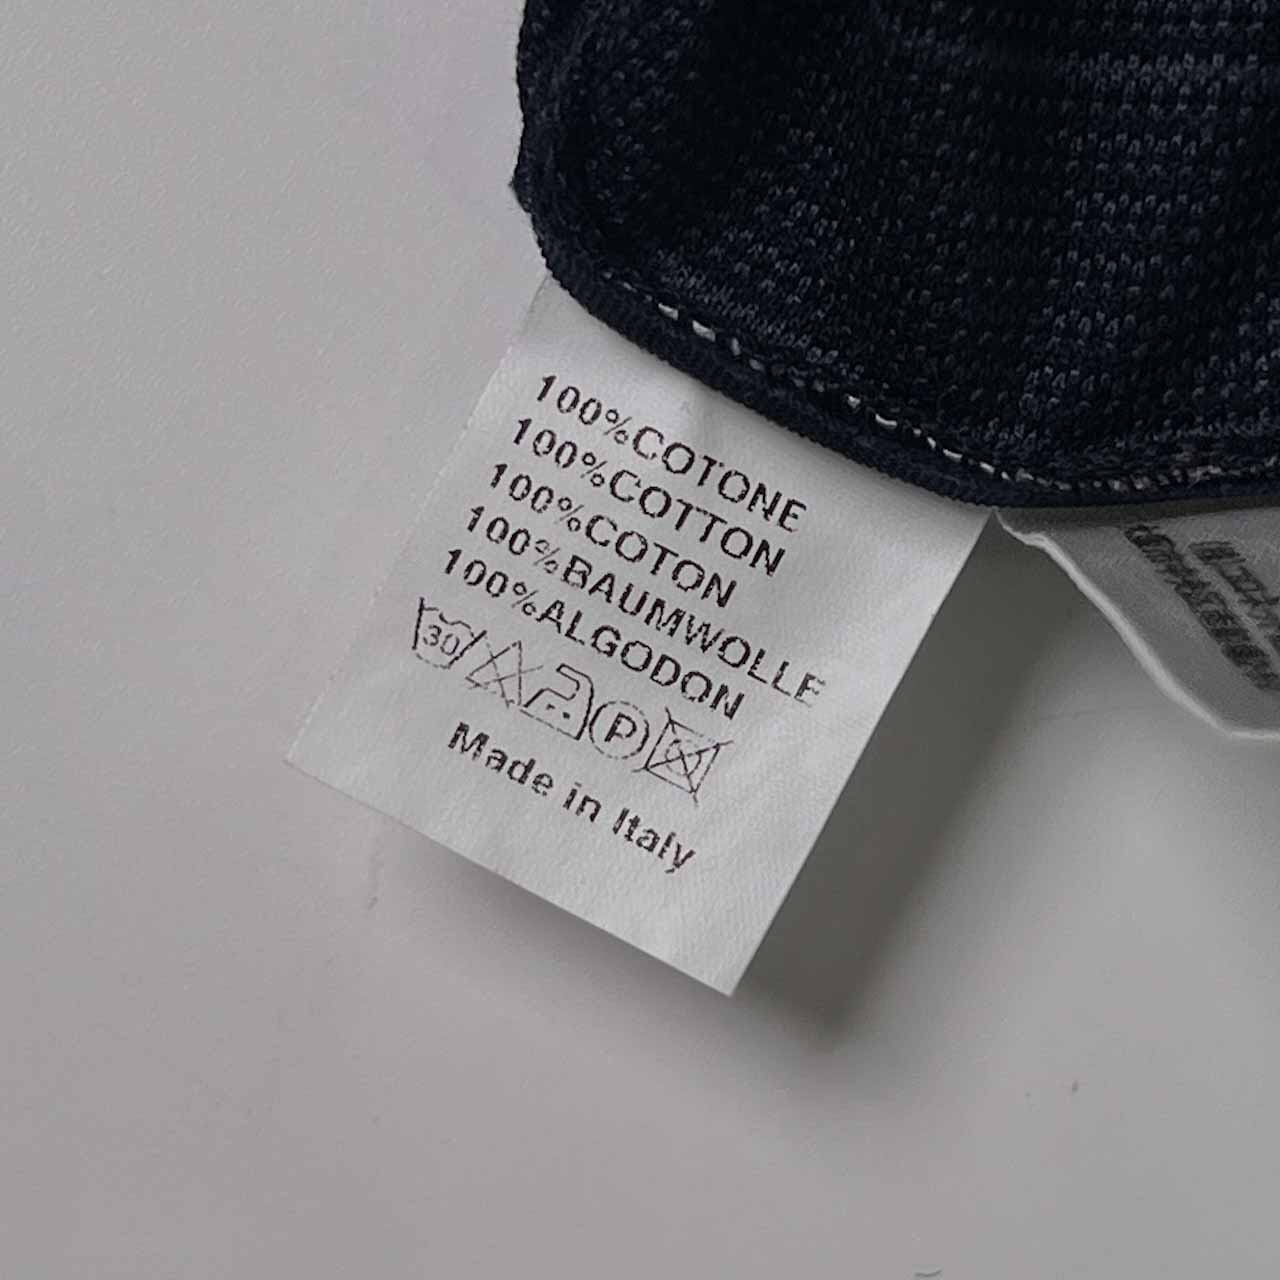 100%COTONE
100%COTTON
100%COTON
100%BAUMWOLLE
100%ALGODON
30 P
Made in Italy